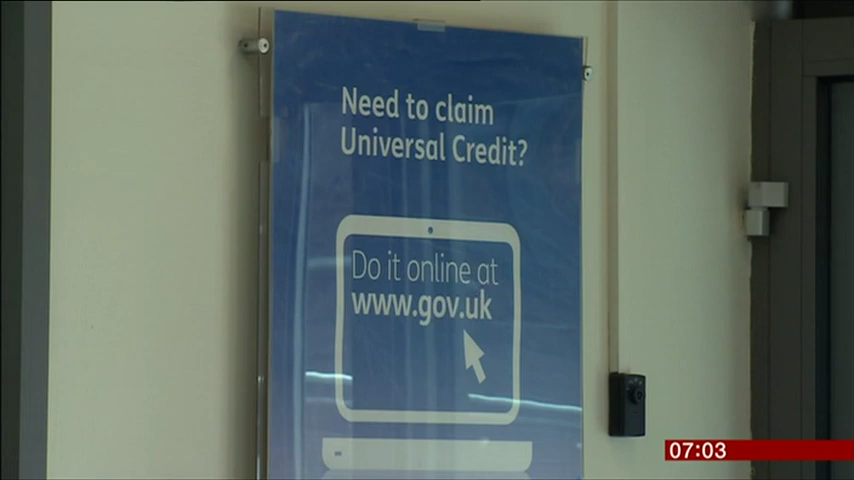 Need to claim
Universal Credit?
Do it online at
www.gov.uk
07:03